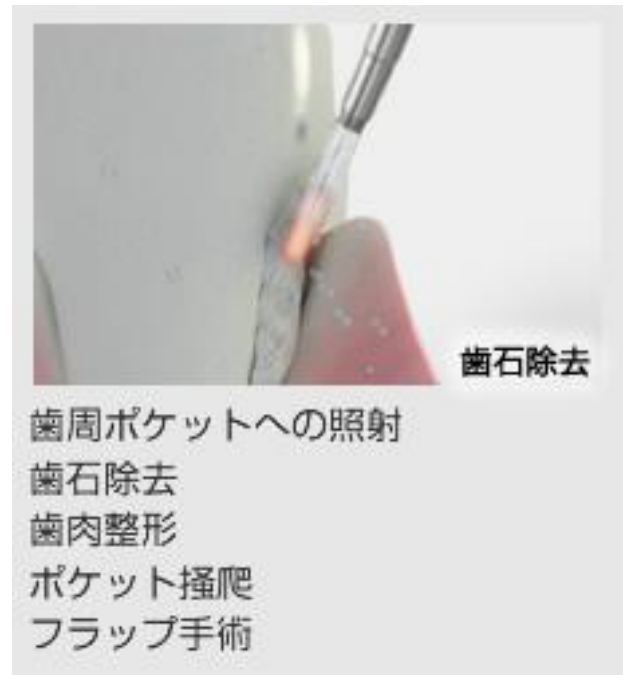 歯石除去
歯周ポケットへの照射
歯石除去
歯肉整形
ポケット掻爬
フラップ手術